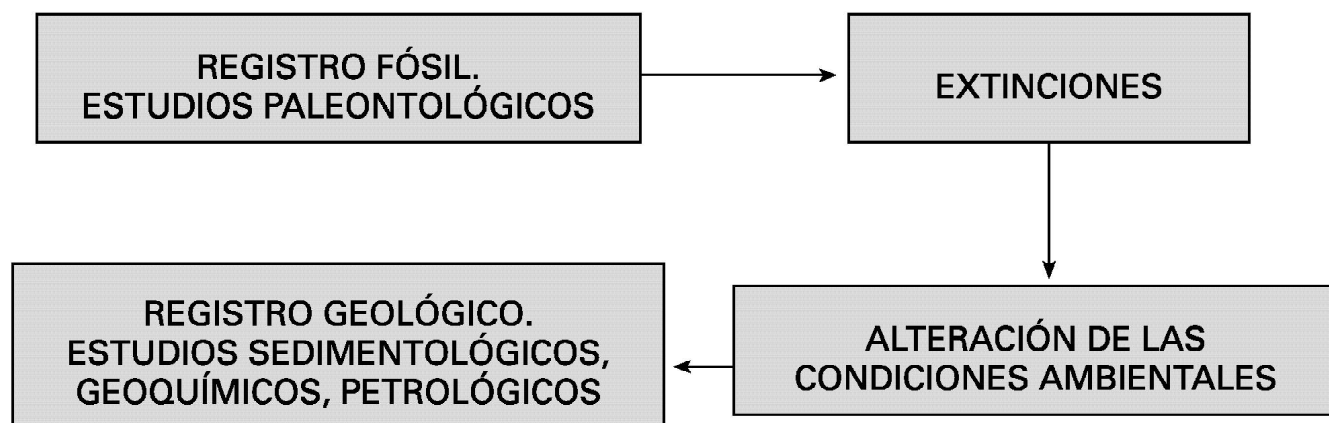 REGISTRO FÓSIL.
ESTUDIOS PALEONTOLÓGICOS
EXTINCIONES
ALTERACIÓN DE LAS
CONDICIONES AMBIENTALES
REGISTRO GEOLÓGICO.
ESTUDIOS SEDIMENTOLÓGICOS,
GEOQUÍMICOS, PETROLÓGICOS